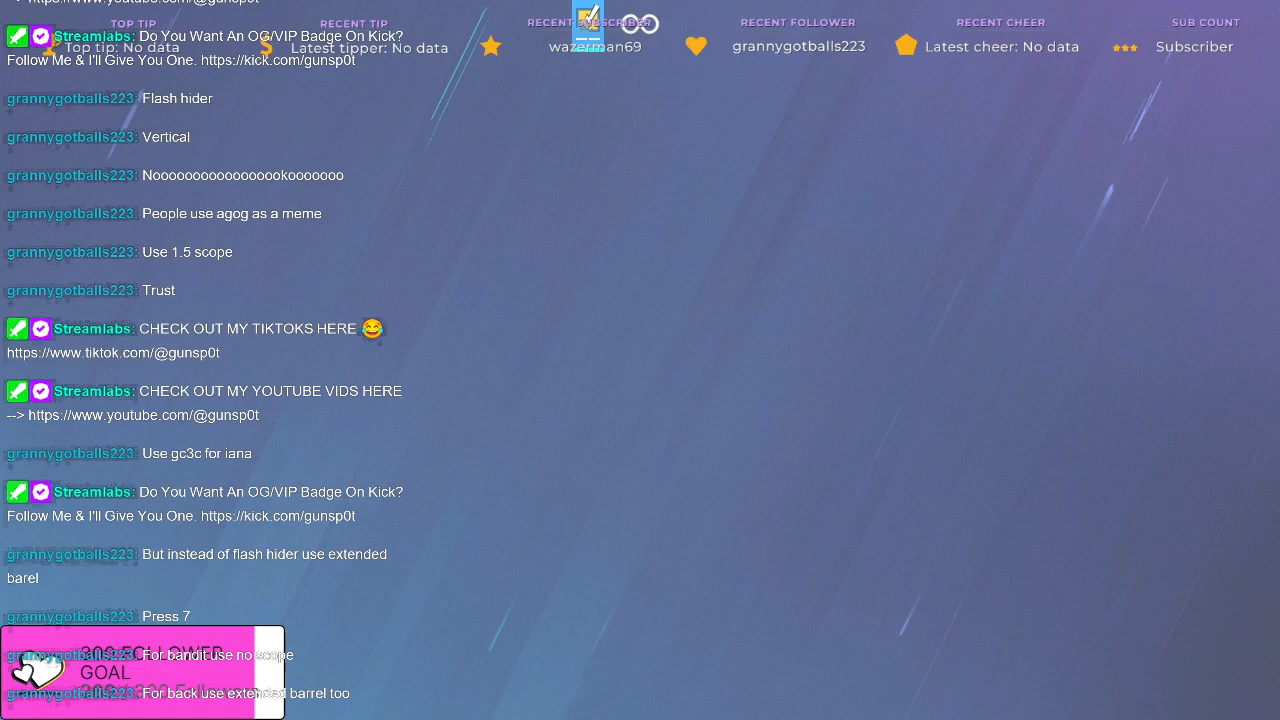 TOP TIP
Top tip: No data
RECENT TIP
Latest tipper: No data
RECENT SUBSCRIBER
wazerman69
RECENT FOLLOWER
grannygotballs223
RECENT CHEER
Latest cheer: No data
SUB COUNT
Subscriber
Streamlabs: Do You Want An OG/VIP Badge On Kick?
Follow Me & I'll Give You One. https://kick.com/gunsp0t
grannygotballs223: Flash hider
grannygotballs223: Vertical
grannygotballs223: Nooooooooooooooookooooooo
grannygotballs223: People use agog as a meme
grannygotballs223: Use 1.5 scope
grannygotballs223: Trust
Streamlabs: CHECK OUT MY TIKTOKS HERE 😂
https://www.tiktok.com/@gunsp0t
Streamlabs: CHECK OUT MY YOUTUBE VIDS HERE
--> https://www.youtube.com/@gunsp0t
grannygotballs223: Use gc3c for iana
Streamlabs: Do You Want An OG/VIP Badge On Kick?
Follow Me & I'll Give You One. https://kick.com/gunsp0t
grannygotballs223: But instead of flash hider use extended
barel
grannygotballs223: Press 7
grannygotballs223: For bandit use no scope
grannygotballs223: For back use extended barrel too
300 FOLLOWER
GOAL